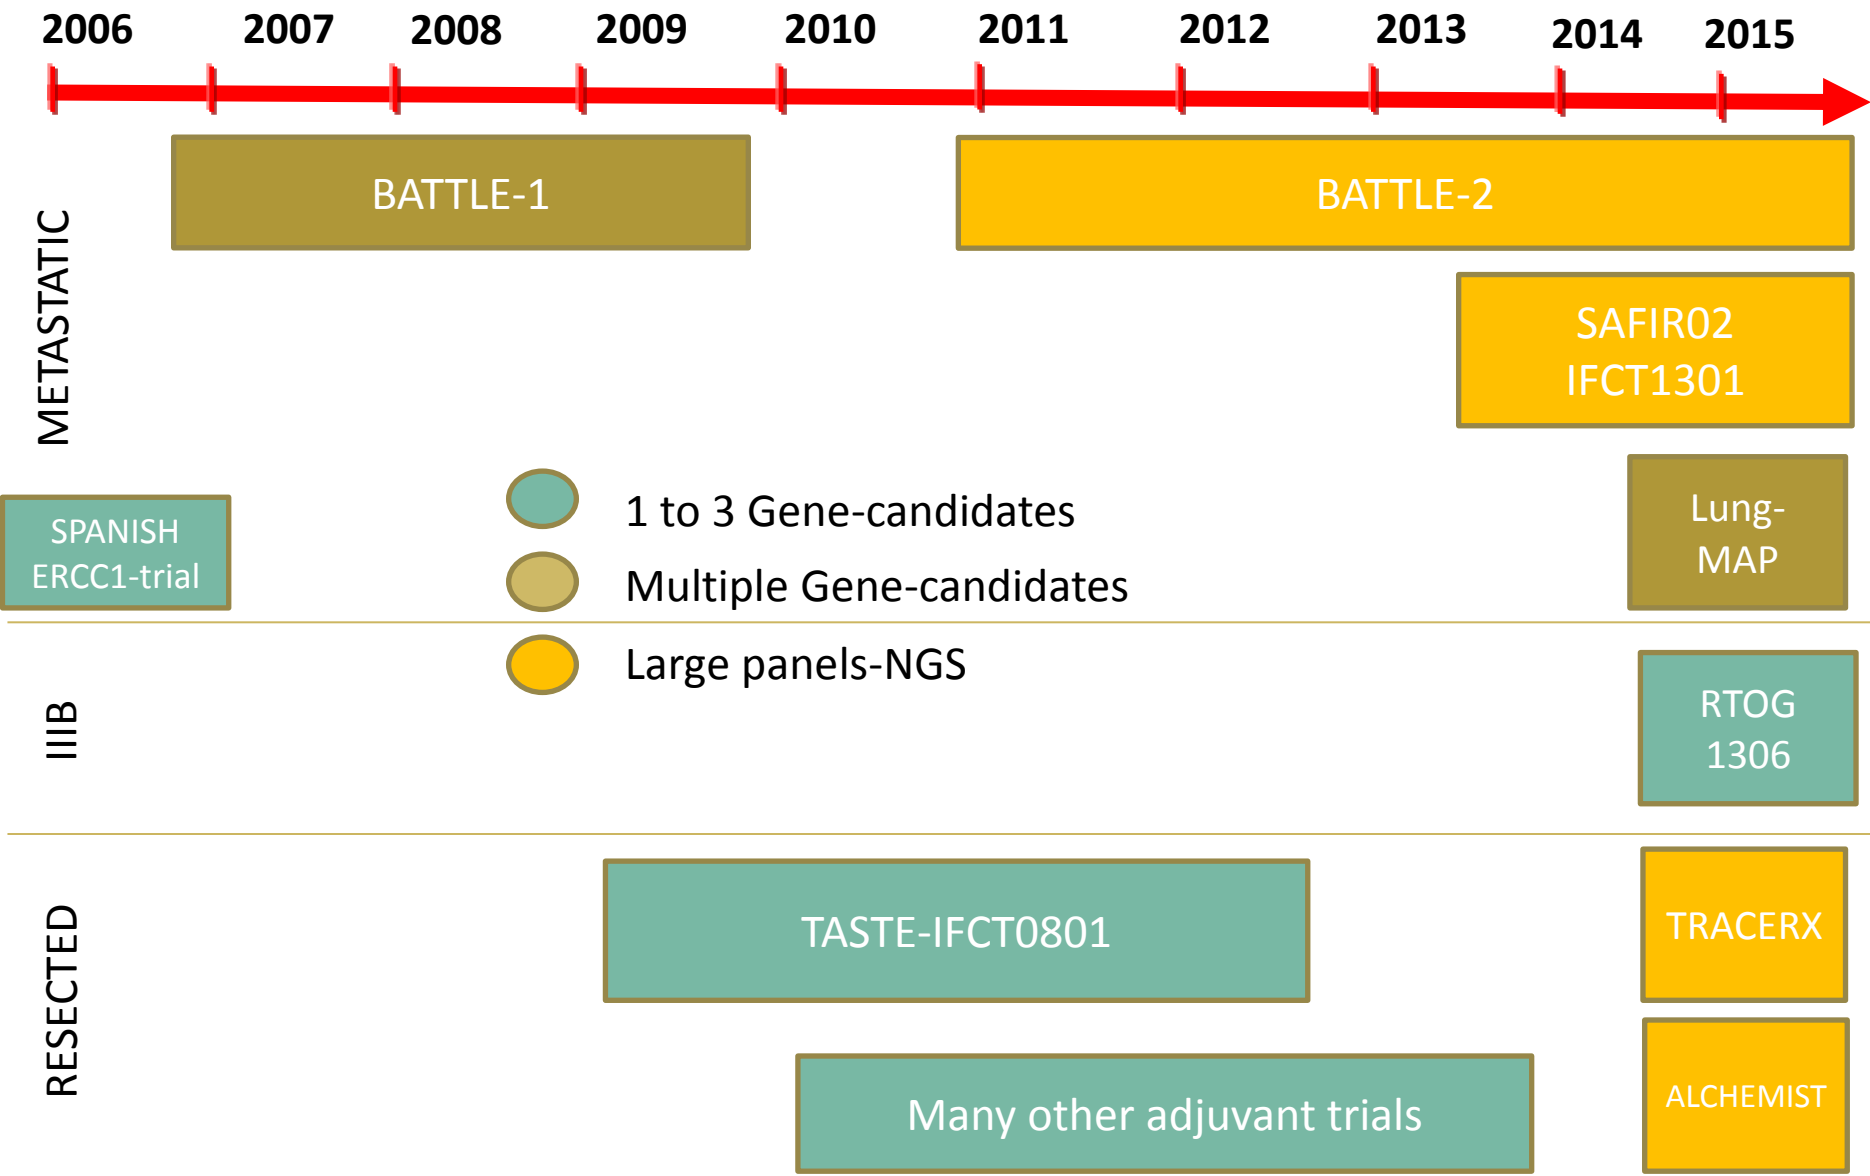 2006 2007 2008 2009 2010 2011 2012 2013 2014 2015
METASTATIC
BATTLE-1
BATTLE-2
SAFIR02
IFCT1301
SPANISH
ERCC1-trial
1 to 3 Gene-candidates
Multiple Gene-candidates
Large panels-NGS
Lung-
MAP
IIIB
RTOG
1306
RESECTED
TASTE-IFCT0801
TRACERX
Many other adjuvant trials
ALCHEMIST